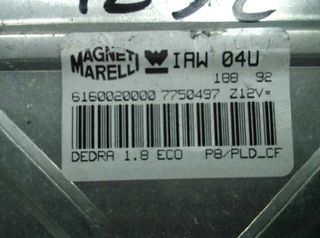 MAGNETI MARELLI IAW 04U
188 92
6160020000 7750497 Z12V=
DEDRA 1.8 ECO P8/PLD_CF